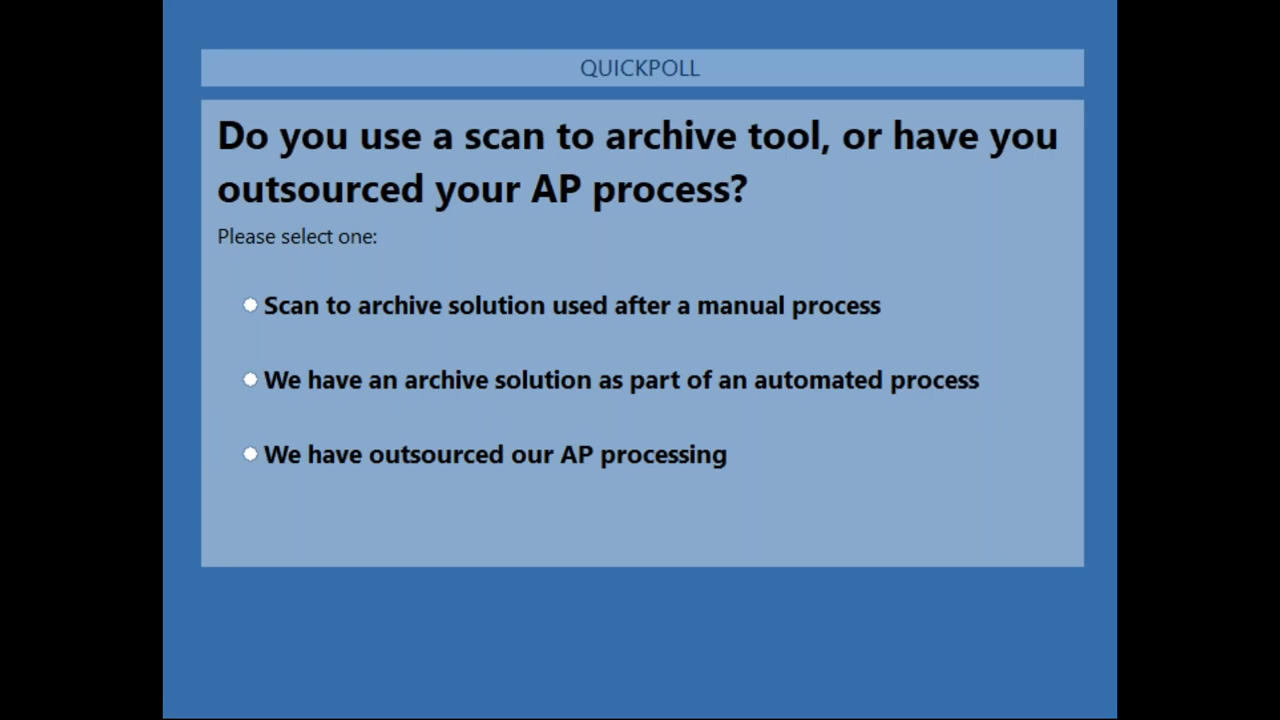 QUICKPOLL
Do you use a scan to archive tool, or have you
outsourced your AP process?
Please select one:
Scan to archive solution used after a manual process
We have an archive solution as part of an automated process
We have outsourced our AP processing